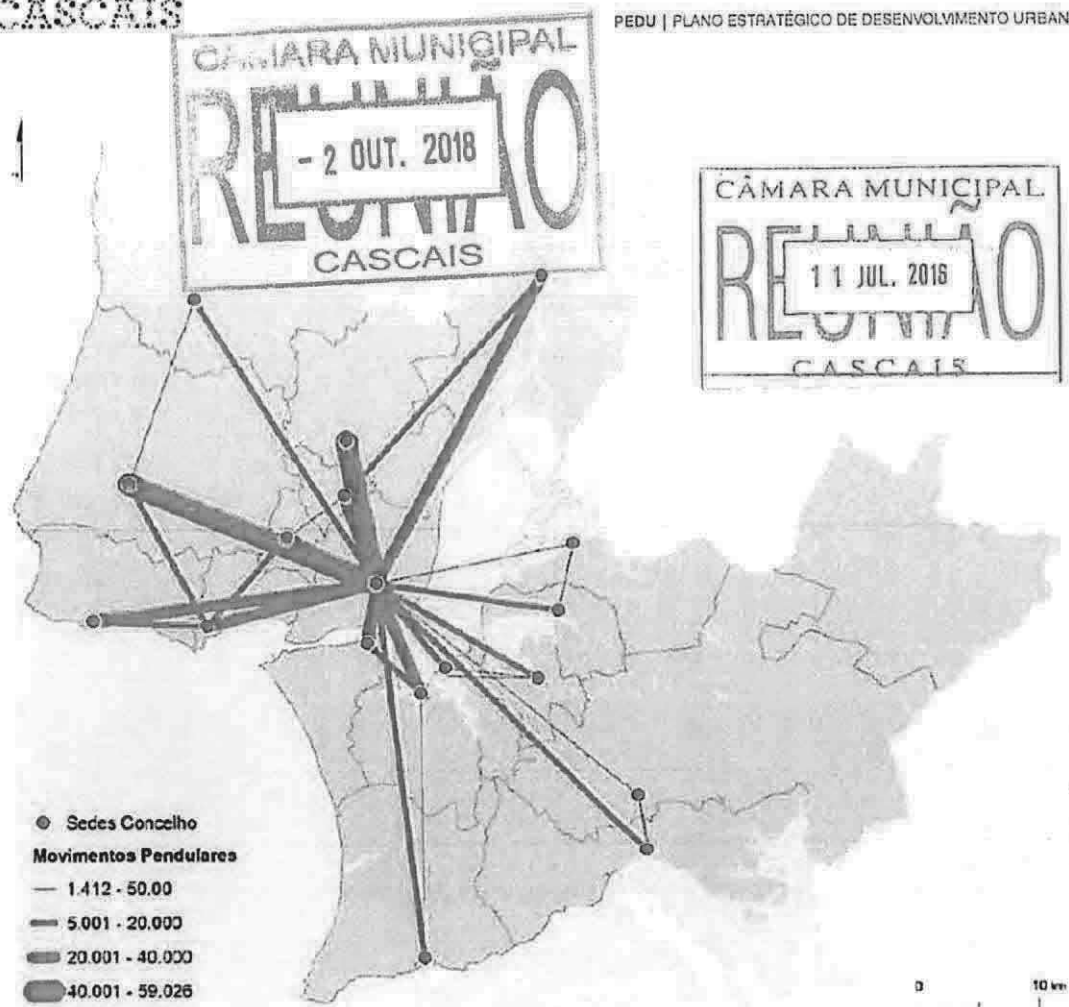 CASCAIS
PEDU | PLANO ESTRATÉGICO DE DESENVOLVIMENTO URBAN
CÂMARA MUNICIPAL
REUNIÃO
- 2 OUT. 2018
CASCAIS
CÂMARA MUNICIPAL
REUNIÃO
11 JUL. 2016
CASCAIS
Sedes Concelho
Movimentos Pendulares
1.412 - 50.00
5.001 - 20.000
20.001 - 40.000
40.001 - 59.026
0 10 km